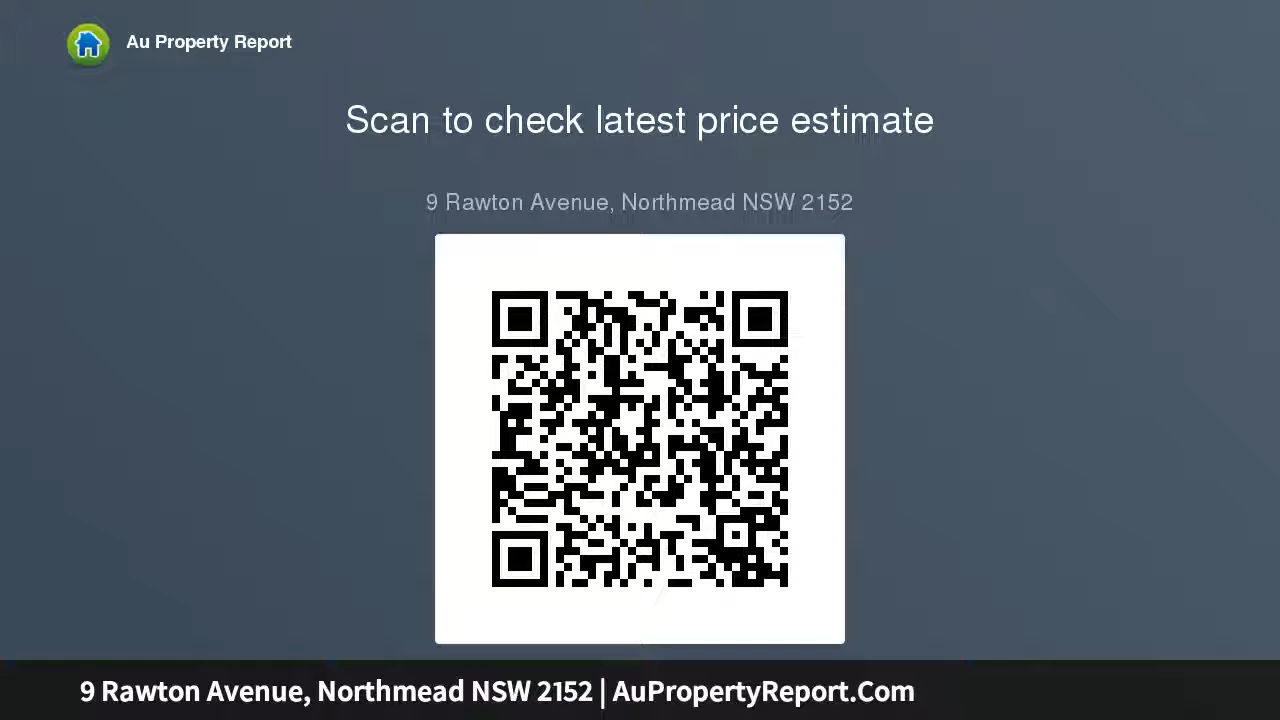 Au Property Report
Scan to check latest price estimate
9 Rawton Avenue, Northmead NSW 2152
9 Rawton Avenue, Northmead NSW 2152 | AuPropertyReport.Com